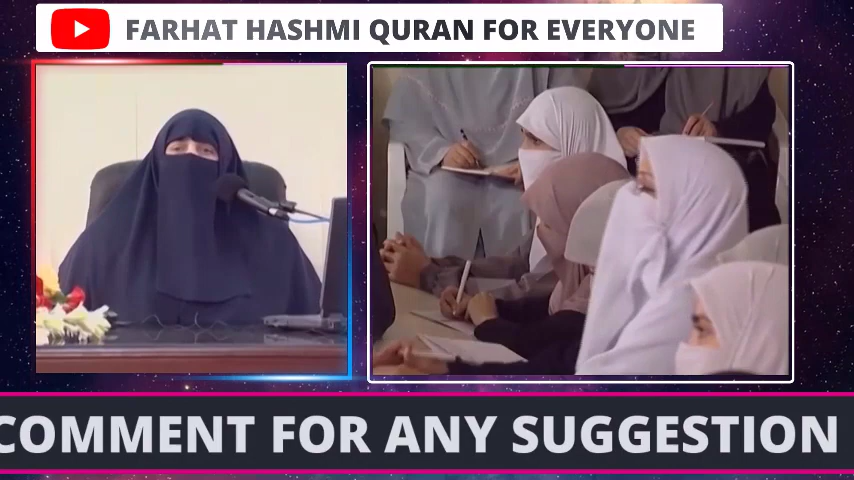 FARHAT HASHMI QURAN FOR EVERYONE
COMMENT FOR ANY SUGGESTION